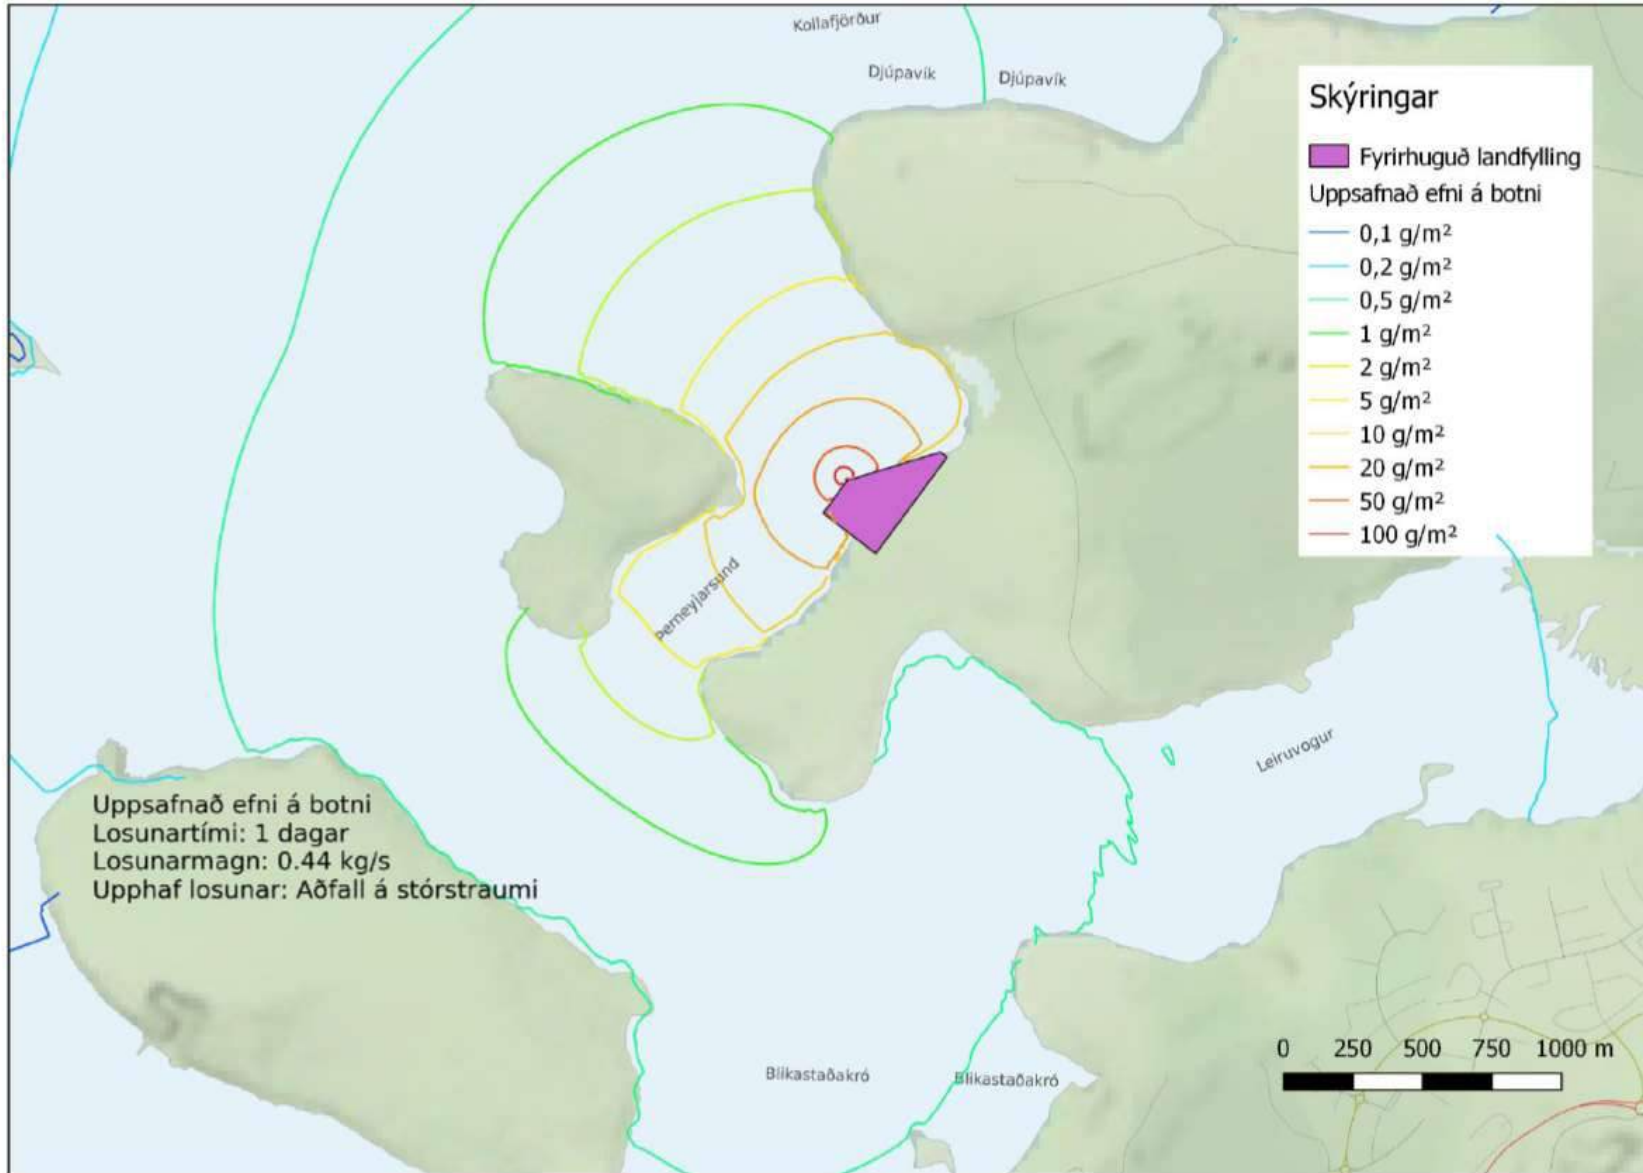 Kollafjörður
Djúpavík
Djúpavík
Skýringar
Fyrirhuguð landfylling
Uppsafnað efni á botni
0,1 g/m²
0,2 g/m²
0,5 g/m²
1 g/m²
2 g/m²
5 g/m²
10 g/m²
20 g/m²
50 g/m²
100 g/m²
Þerneyjarsund
Leiruvogur
Uppsafnað efni á botni
Losunartími: 1 dagar
Losunarmagn: 0.44 kg/s
Upphaf losunar: Aðfall á stórstraumi
0 250 500 750 1000 m
Blikastaðakró
Blikastaðakró